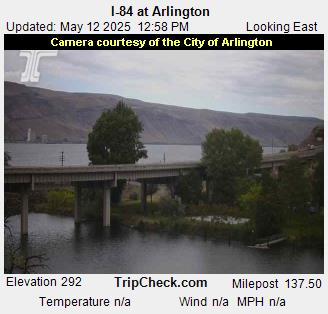 I-84 at Arlington
Updated: May 12 2025 12:58 PM Looking East
Camera courtesy of the City of Arlington
Elevation 292 TripCheck.com Milepost 137.50
Temperature n/a Wind n/a MPH n/a